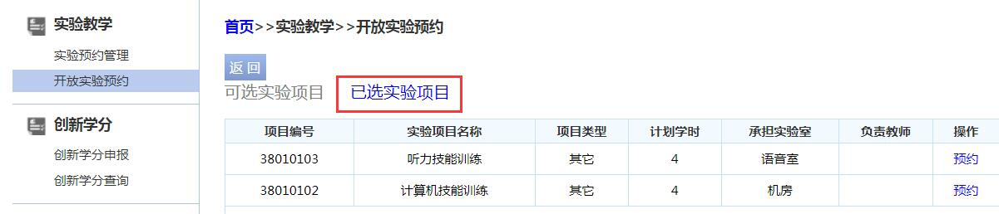 实验教学
实验预约管理
开放实验预约
创新学分
创新学分申报
创新学分查询
首页>>实验教学>>开放实验预约
返回
可选实验项目 已选实验项目
项目编号 实验项目名称 项目类型 计划学时 承担实验室 负责教师 操作
38010103 听力技能训练 其它 4 语音室 预约
38010102 计算机技能训练 其它 4 机房 预约